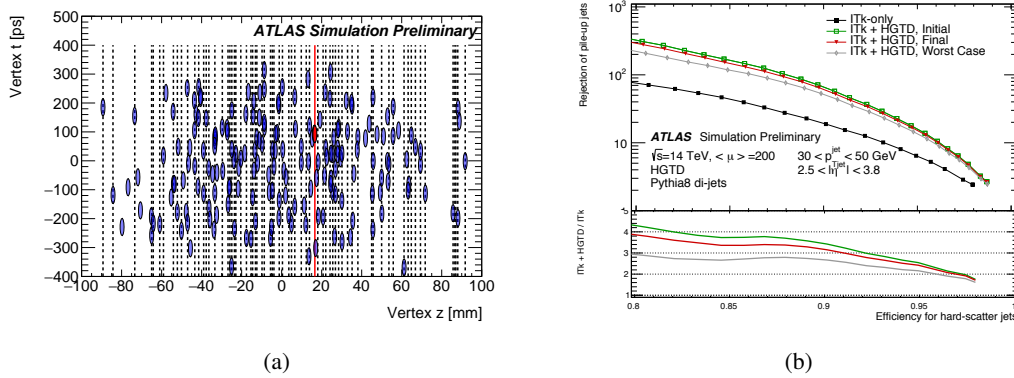 ATLAS Simulation Preliminary
Vertex t [ps]
400
300
200
100
0
−100
−200
−300
−400
−100 −80 −60 −40 −20 0 20 40 60 80 100
Vertex z [mm]
(a)
Rejection of pile-up jets
10³
10²
10
ITk-only
ITk + HGTD, Initial
ITk + HGTD, Final
ITk + HGTD, Worst Case
ATLAS Simulation Preliminary
√s=14 TeV, < μ > =200 30 < p_T^jet < 50 GeV
HGTD 2.5 < |η^jet| < 3.8
Pythia8 di-jets
ITk + HGTD / ITk
5
4
3
2
1
0.8 0.85 0.9 0.95 1
Efficiency for hard-scatter jets
(b)